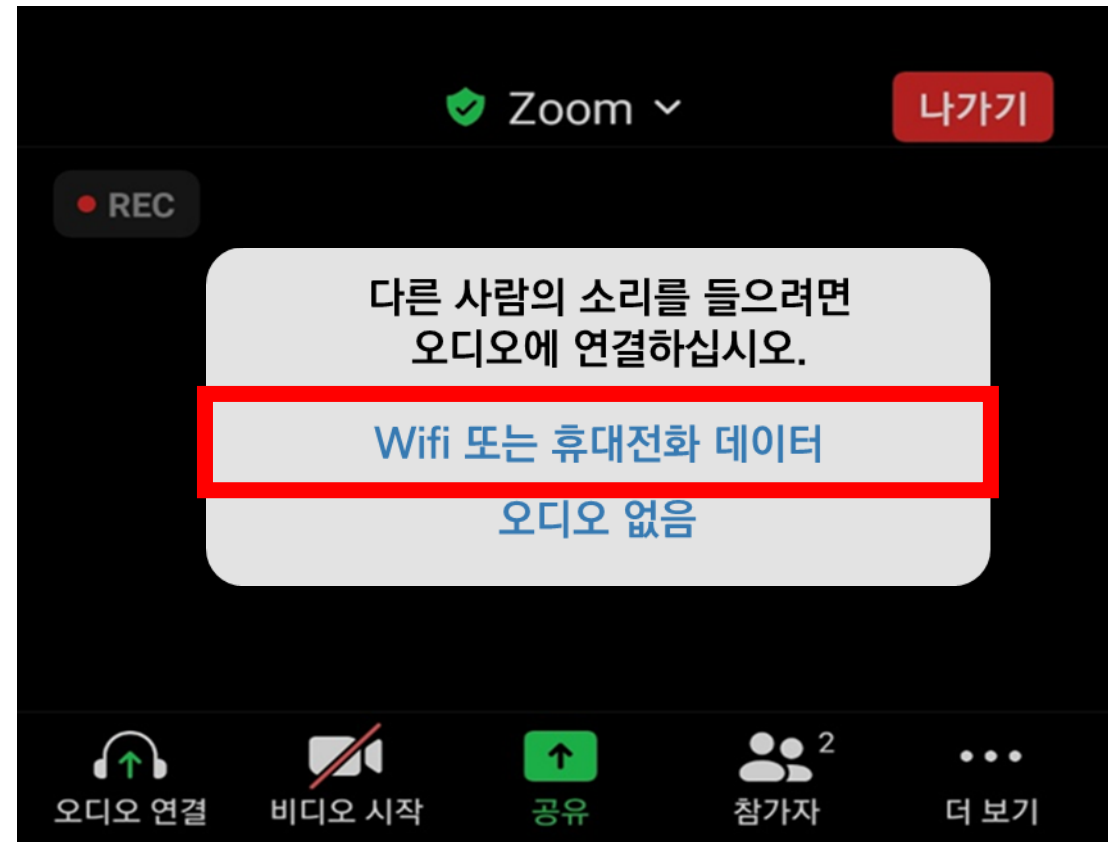 Zoom
나가기
REC
다른 사람의 소리를 들으려면
오디오에 연결하십시오.
Wifi 또는 휴대전화 데이터
오디오 없음
2
오디오 연결
비디오 시작
공유
참가자
더 보기